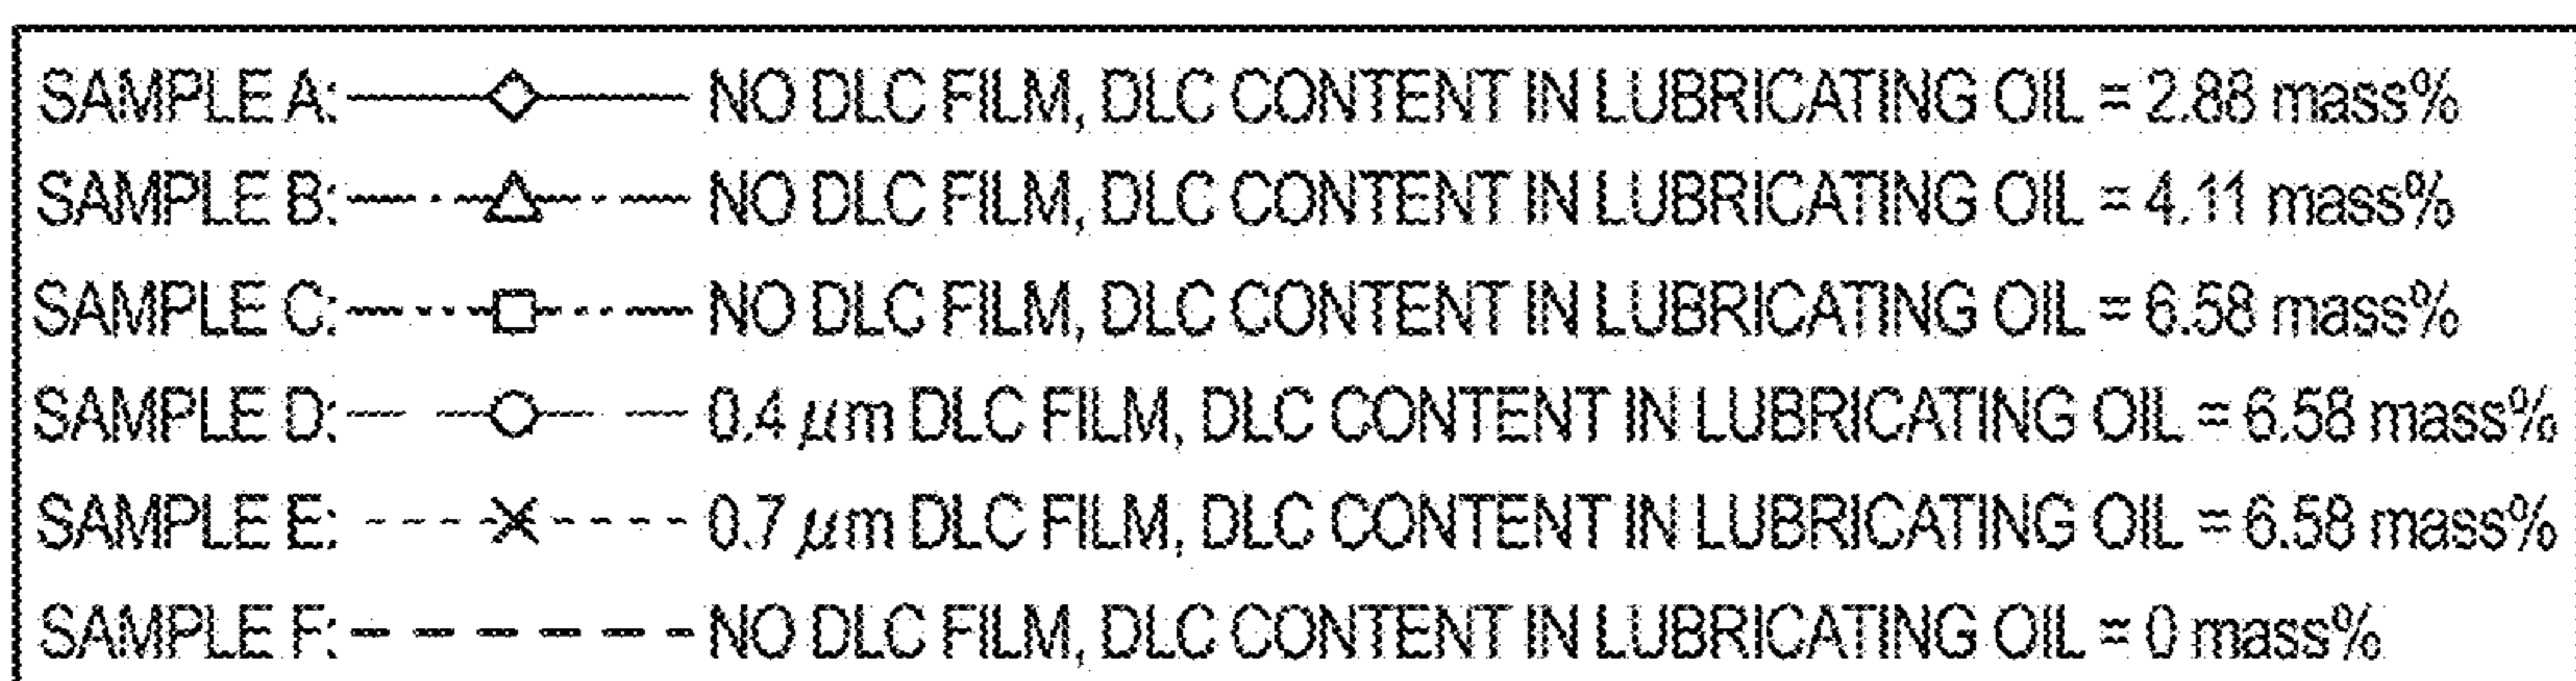 SAMPLE A: NO DLC FILM, DLC CONTENT IN LUBRICATING OIL = 2.88 mass%
SAMPLE B: NO DLC FILM, DLC CONTENT IN LUBRICATING OIL = 4.11 mass%
SAMPLE C: NO DLC FILM, DLC CONTENT IN LUBRICATING OIL = 6.58 mass%
SAMPLE D: 0.4 μm DLC FILM, DLC CONTENT IN LUBRICATING OIL = 6.58 mass%
SAMPLE E: 0.7 μm DLC FILM, DLC CONTENT IN LUBRICATING OIL = 6.58 mass%
SAMPLE F: NO DLC FILM, DLC CONTENT IN LUBRICATING OIL = 0 mass%